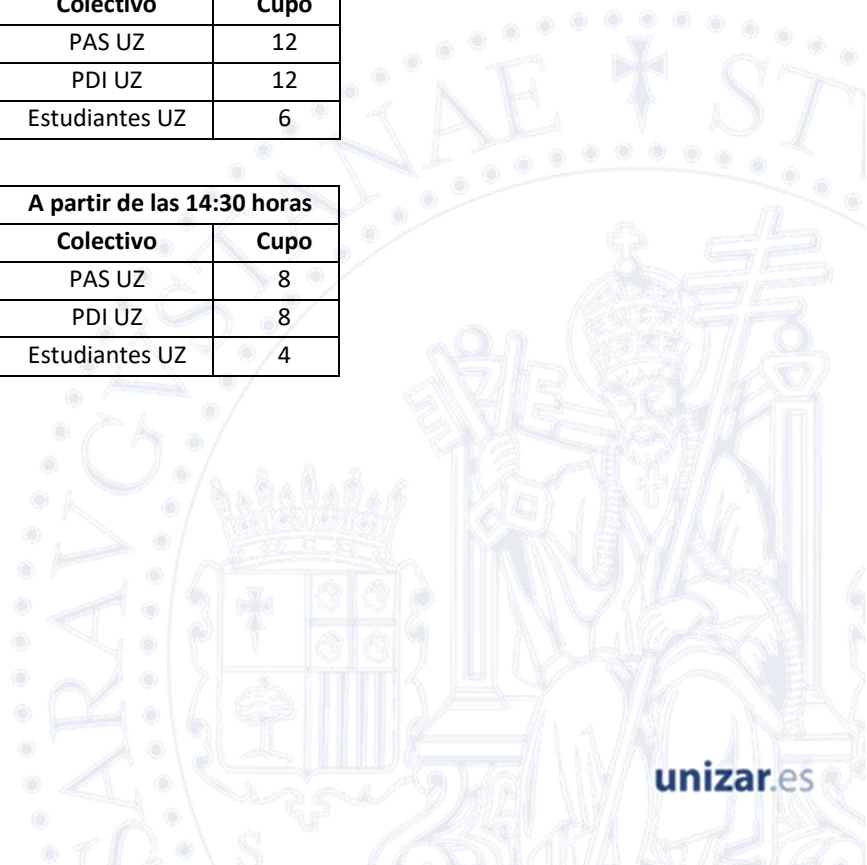 Colectivo Cupo
PAS UZ 12
PDI UZ 12
Estudiantes UZ 6
A partir de las 14:30 horas
Colectivo Cupo
PAS UZ 8
PDI UZ 8
Estudiantes UZ 4
unizar.es